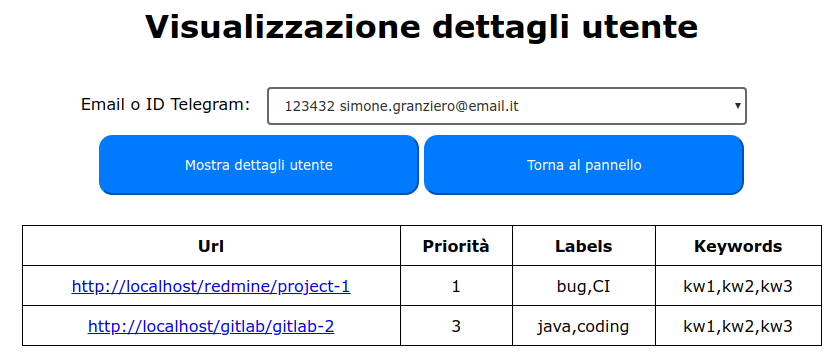 Visualizzazione dettagli utente
Email o ID Telegram: 123432 simone.granziero@email.it
Mostra dettagli utente Torna al pannello
Url Priorità Labels Keywords
http://localhost/redmine/project-1 1 bug,CI kw1,kw2,kw3
http://localhost/gitlab/gitlab-2 3 java,coding kw1,kw2,kw3